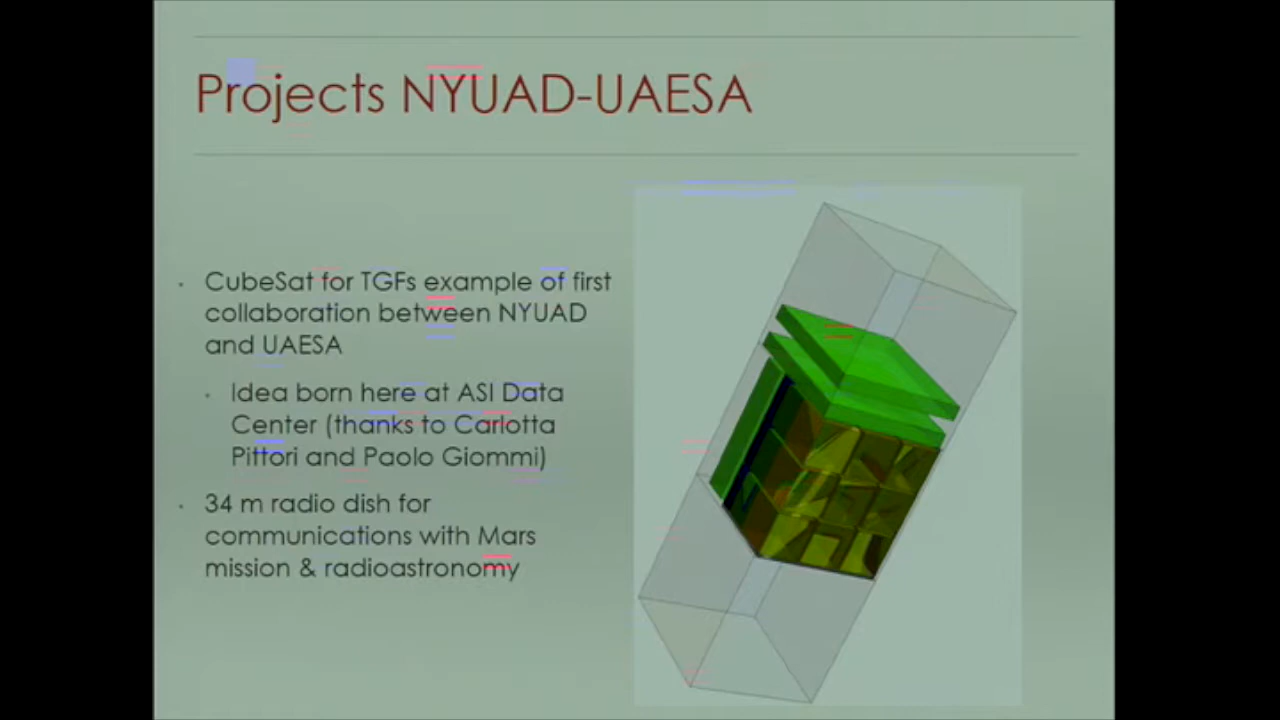 Projects NYUAD-UAESA
CubeSat for TGFs example of first
collaboration between NYUAD
and UAESA
Idea born here at ASI Data
Center (thanks to Carlotta
Pittori and Paolo Giommi)
34 m radio dish for
communications with Mars
mission & radioastronomy